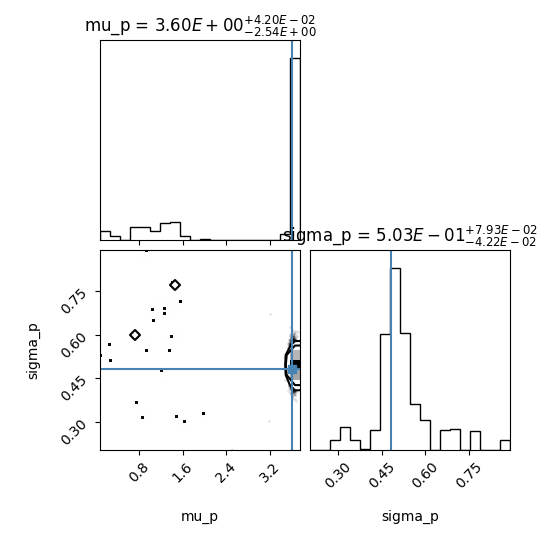 mu_p = 3.60E+00 +4.20E−02 −2.54E+00
sigma_p = 5.03E−01 +7.93E−02 −4.22E−02
sigma_p
0.75
0.60
0.45
0.30
0.8 1.6 2.4 3.2
0.30 0.45 0.60 0.75
mu_p
sigma_p